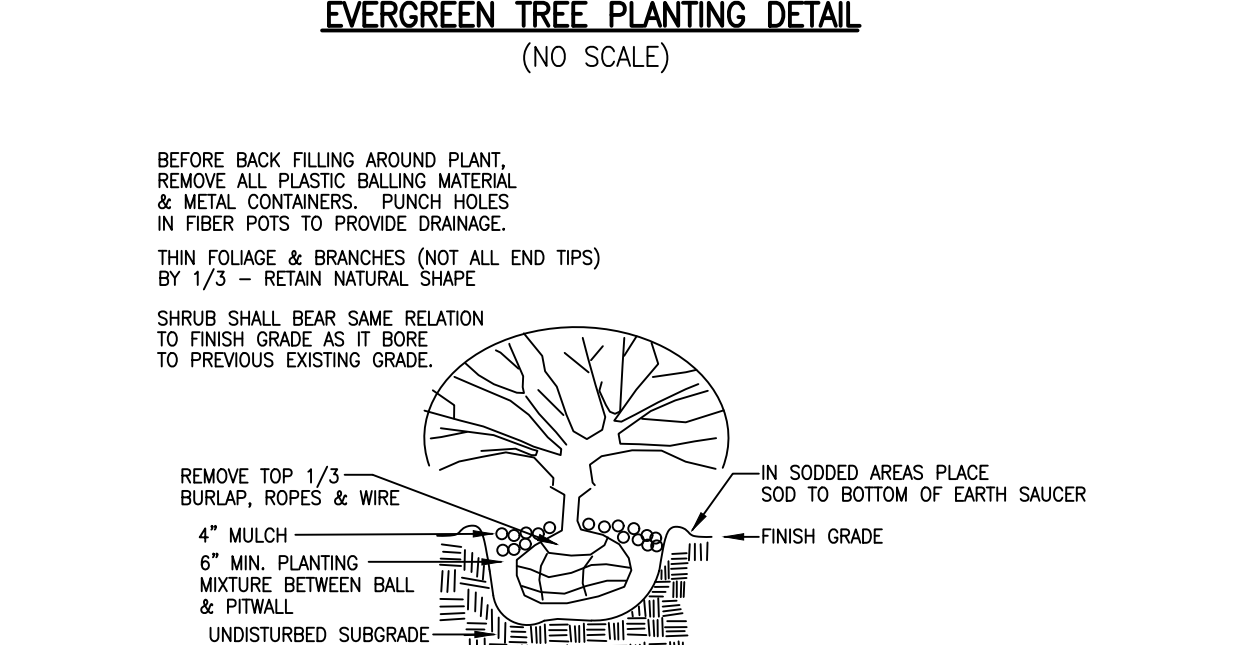 EVERGREEN TREE PLANTING DETAIL
(NO SCALE)
BEFORE BACK FILLING AROUND PLANT,
REMOVE ALL PLASTIC BALLING MATERIAL
& METAL CONTAINERS. PUNCH HOLES
IN FIBER POTS TO PROVIDE DRAINAGE.
THIN FOLIAGE & BRANCHES (NOT ALL END TIPS)
BY 1/3 – RETAIN NATURAL SHAPE
SHRUB SHALL BEAR SAME RELATION
TO FINISH GRADE AS IT BORE
TO PREVIOUS EXISTING GRADE.
REMOVE TOP 1/3
BURLAP, ROPES & WIRE
4" MULCH
6" MIN. PLANTING
MIXTURE BETWEEN BALL
& PITWALL
UNDISTURBED SUBGRADE
IN SODDED AREAS PLACE
SOD TO BOTTOM OF EARTH SAUCER
FINISH GRADE